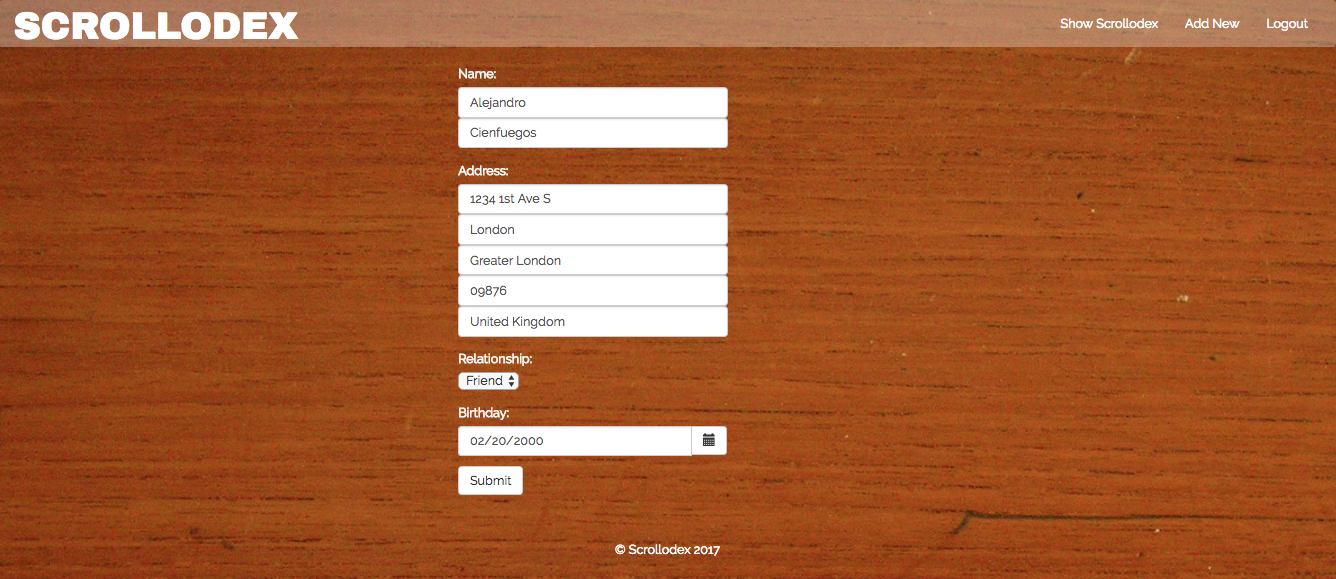 SCROLLODEX
Show Scrollodex Add New Logout
Name:
Alejandro
Cienfuegos
Address:
1234 1st Ave S
London
Greater London
09876
United Kingdom
Relationship:
Friend
Birthday:
02/20/2000
Submit
© Scrollodex 2017